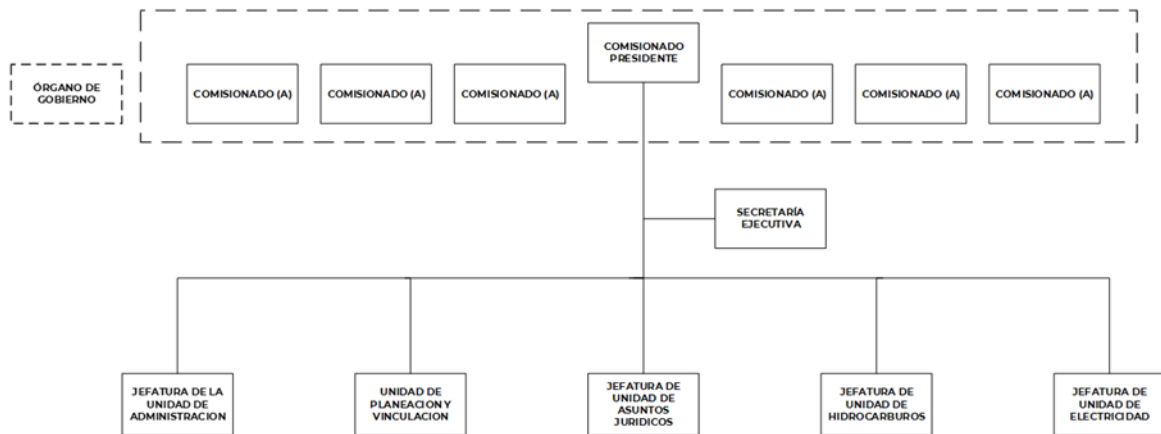 COMISIONADO
PRESIDENTE
ÓRGANO DE
GOBIERNO
COMISIONADO (A)
COMISIONADO (A)
COMISIONADO (A)
COMISIONADO (A)
COMISIONADO (A)
COMISIONADO (A)
SECRETARÍA
EJECUTIVA
JEFATURA DE LA
UNIDAD DE
ADMINISTRACION
UNIDAD DE
PLANEACION Y
VINCULACION
JEFATURA DE
UNIDAD DE
ASUNTOS
JURIDICOS
JEFATURA DE
UNIDAD DE
HIDROCARBUROS
JEFATURA DE
UNIDAD DE
ELECTRICIDAD